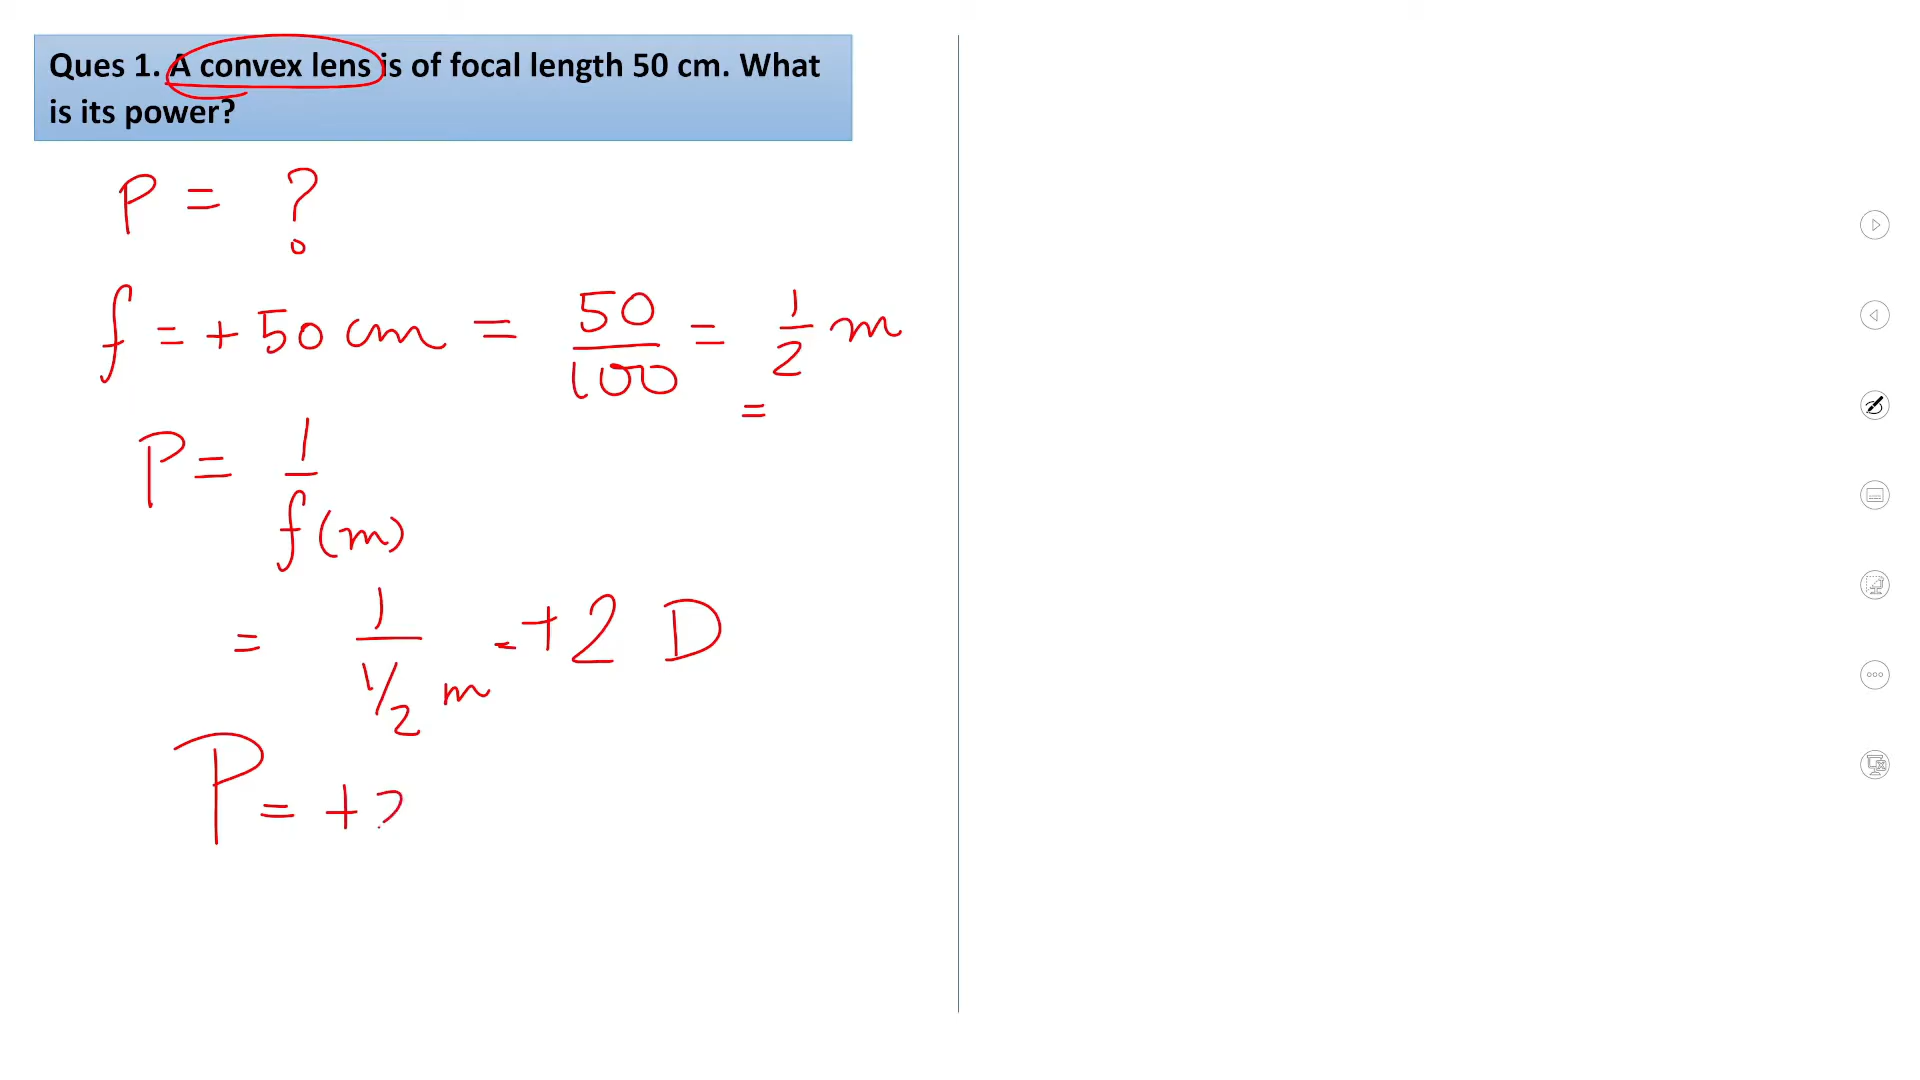 Ques 1. A convex lens is of focal length 50 cm. What
is its power?
P = ?
f = + 50 cm = 50/100 = 1/2 m
=
P = 1/f(m)
= 1/(1/2) m = +2 D
P = +2